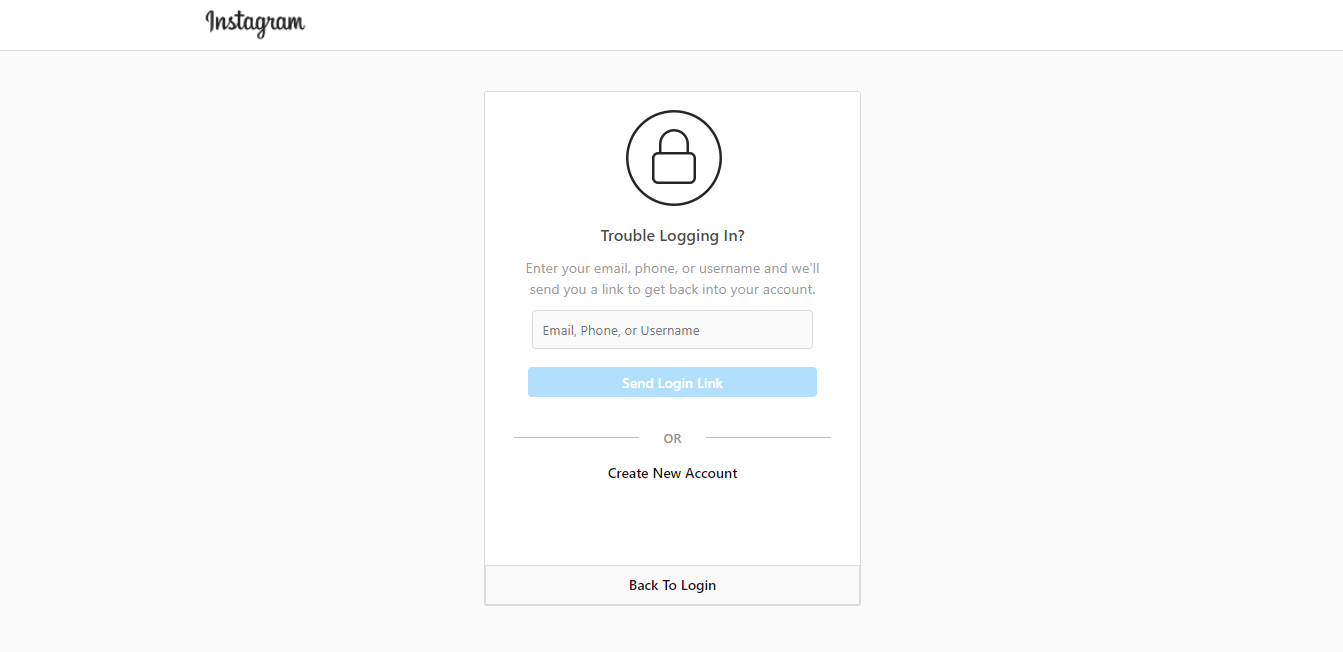 Instagram
Trouble Logging In?
Enter your email, phone, or username and we'll
send you a link to get back into your account.
Email, Phone, or Username
Send Login Link
OR
Create New Account
Back To Login